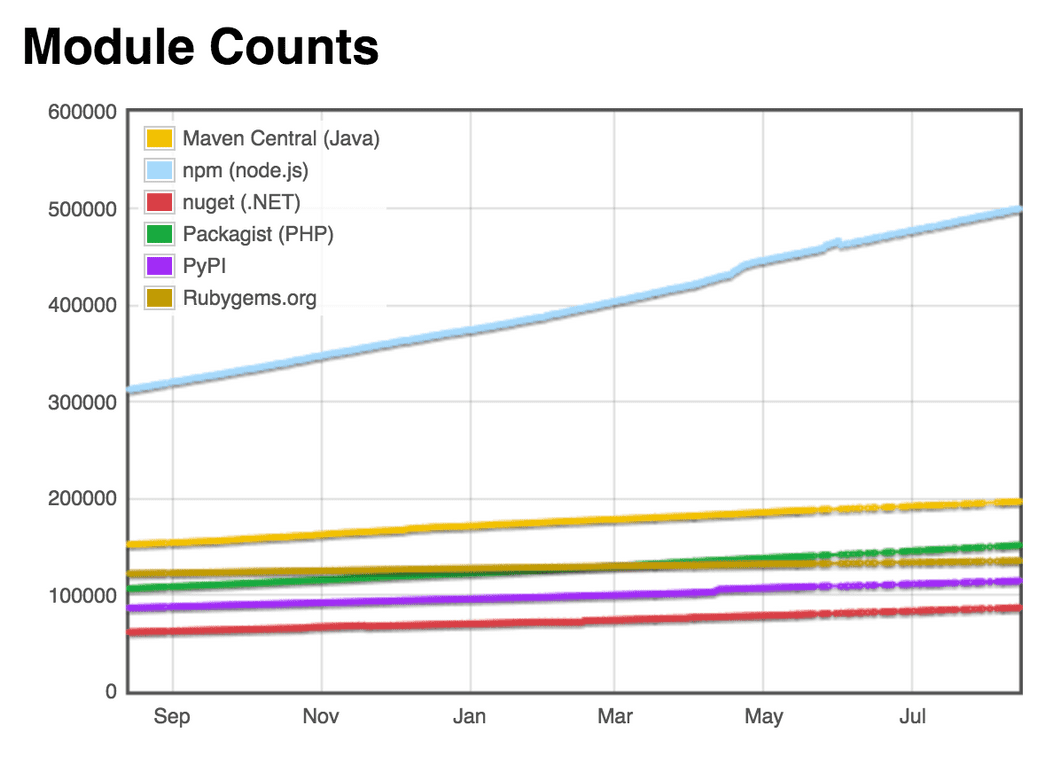 Module Counts
600000
500000
400000
300000
200000
100000
0
Maven Central (Java)
npm (node.js)
nuget (.NET)
Packagist (PHP)
PyPI
Rubygems.org
Sep Nov Jan Mar May Jul